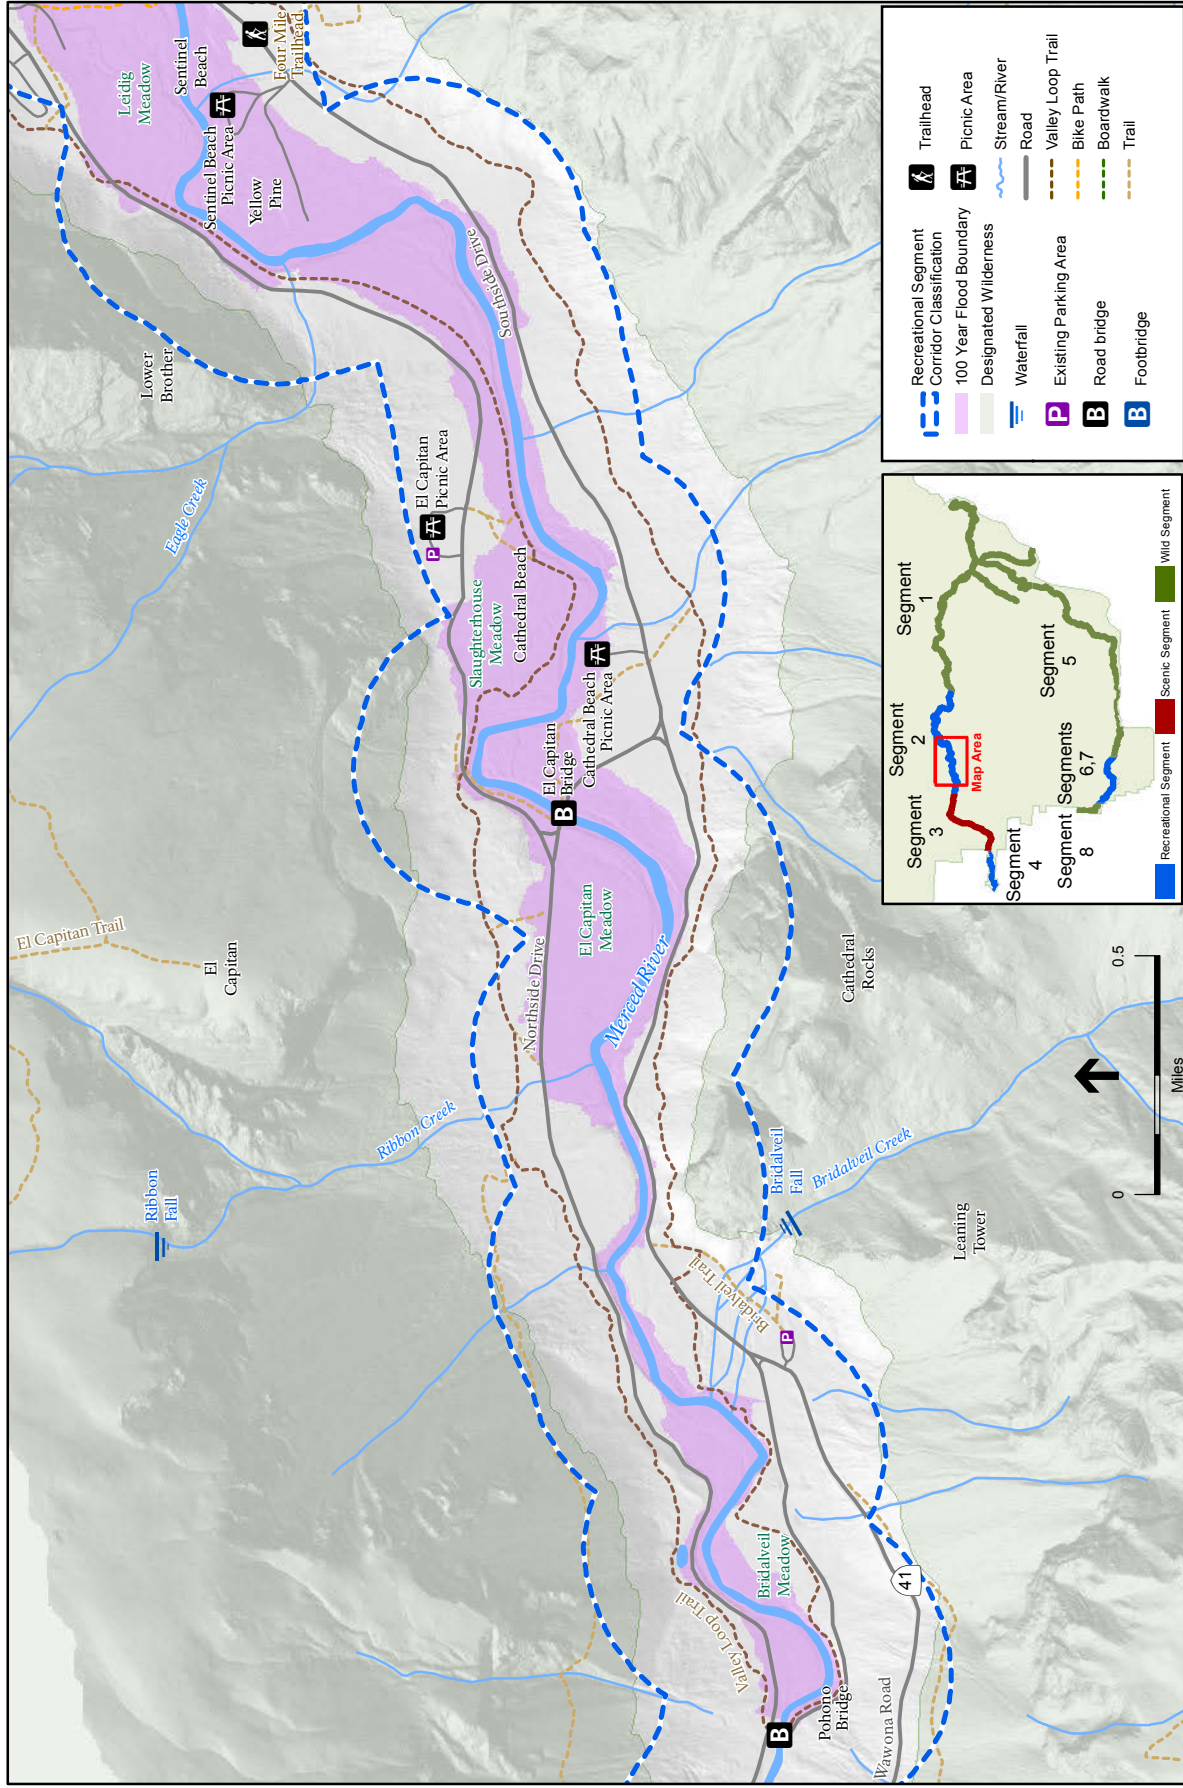 Leidig
Meadow
Sentinel
Beach
Four Mile
Trailhead
Sentinel Beach
Picnic Area
Yellow
Pine
Lower
Brother
Southside Drive
Eagle Creek
El Capitan
Picnic Area
P
Slaughterhouse
Meadow
Cathedral Beach
Cathedral Beach
Picnic Area
El Capitan
Bridge
B
El Capitan Trail
El
Capitan
Northside Drive
El Capitan
Meadow
Merced River
Cathedral
Rocks
Ribbon
Fall
Ribbon Creek
Bridalveil
Fall
Bridalveil Creek
Leaning
Tower
Bridalveil Trail
P
Bridalveil
Meadow
Valley Loop Trail
41
B
Pohono
Bridge
Wawona Road
0
0.5
Miles
Segment
1
Segment
2
Segment
3
Segment
4
Segment
5
Segments
6,7
Segment
8
Map Area
Recreational Segment
Scenic Segment
Wild Segment
Recreational Segment
Corridor Classification
100 Year Flood Boundary
Designated Wilderness
Waterfall
P Existing Parking Area
B Road bridge
B Footbridge
Trailhead
Picnic Area
Stream/River
Road
Valley Loop Trail
Bike Path
Boardwalk
Trail